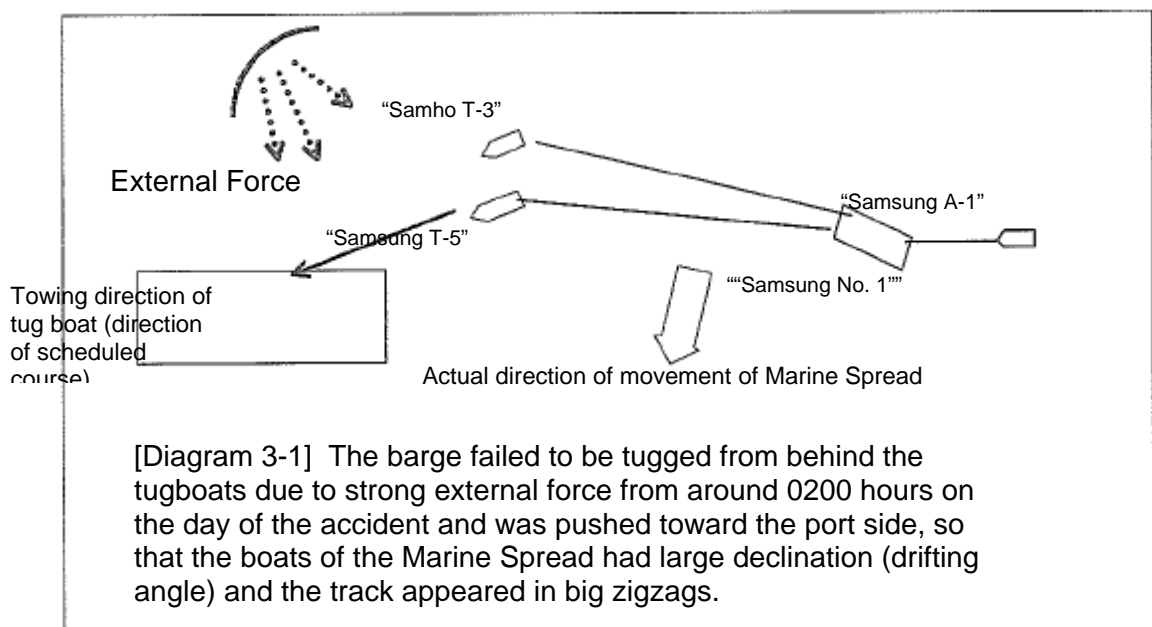 “Samho T-3”
External Force
“Samsung A-1”
“Samsung T-5”
““Samsung No. 1””
Towing direction of
tug boat (direction
of scheduled
course)
Actual direction of movement of Marine Spread
[Diagram 3-1] The barge failed to be tugged from behind the
tugboats due to strong external force from around 0200 hours on
the day of the accident and was pushed toward the port side, so
that the boats of the Marine Spread had large declination (drifting
angle) and the track appeared in big zigzags.